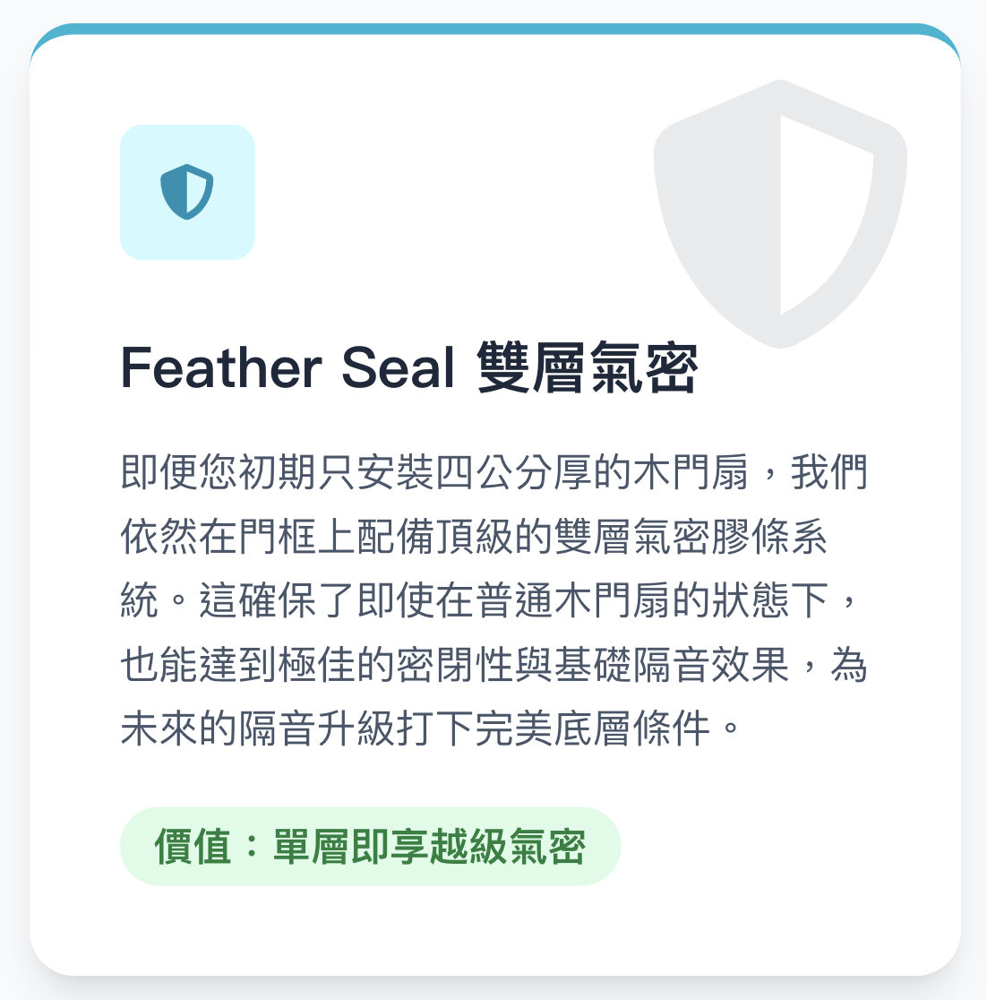 Feather Seal 雙層氣密
即便您初期只安裝四公分厚的木門扇，我們
依然在門框上配備頂級的雙層氣密膠條系
統。這確保了即使在普通木門扇的狀態下，
也能達到極佳的密閉性與基礎隔音效果，為
未來的隔音升級打下完美底層條件。
價值：單層即享越級氣密